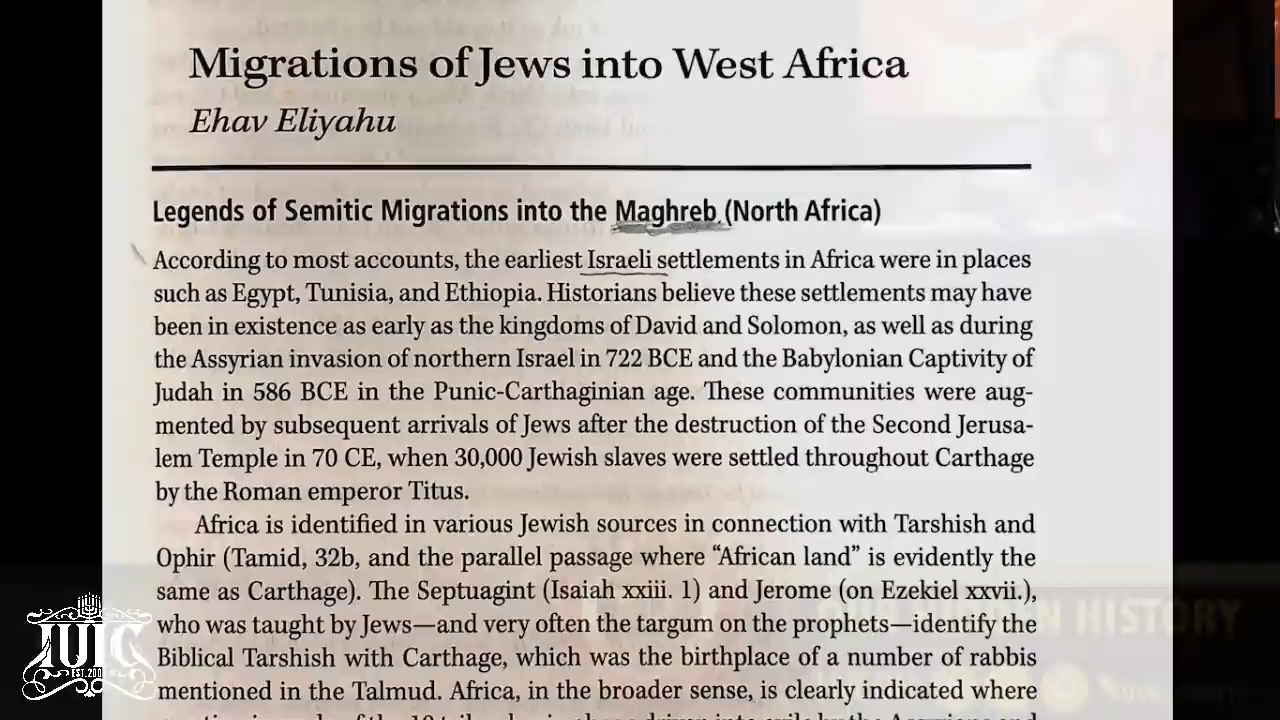 Migrations of Jews into West Africa
Ehav Eliyahu
Legends of Semitic Migrations into the Maghreb (North Africa)
According to most accounts, the earliest Israeli settlements in Africa were in places
such as Egypt, Tunisia, and Ethiopia. Historians believe these settlements may have
been in existence as early as the kingdoms of David and Solomon, as well as during
the Assyrian invasion of northern Israel in 722 BCE and the Babylonian Captivity of
Judah in 586 BCE in the Punic-Carthaginian age. These communities were aug-
mented by subsequent arrivals of Jews after the destruction of the Second Jerusa-
lem Temple in 70 CE, when 30,000 Jewish slaves were settled throughout Carthage
by the Roman emperor Titus.
Africa is identified in various Jewish sources in connection with Tarshish and
Ophir (Tamid, 32b, and the parallel passage where “African land” is evidently the
same as Carthage). The Septuagint (Isaiah xxiii. 1) and Jerome (on Ezekiel xxvii.),
who was taught by Jews—and very often the targum on the prophets—identify the
Biblical Tarshish with Carthage, which was the birthplace of a number of rabbis
mentioned in the Talmud. Africa, in the broader sense, is clearly indicated where
HISTORY
IUIC
EST. 200